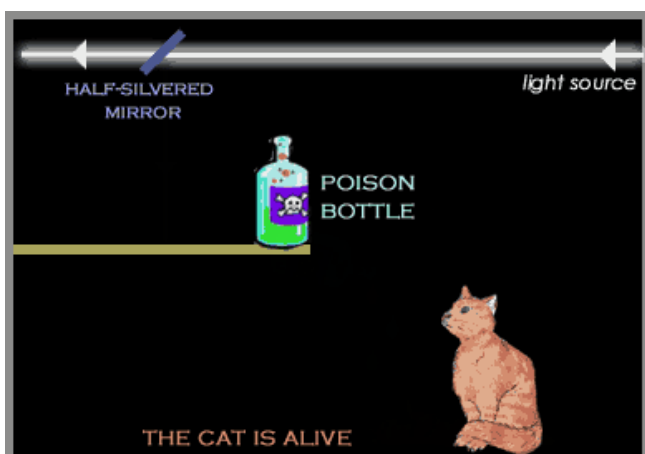 light source
HALF-SILVERED
MIRROR
POISON
BOTTLE
THE CAT IS ALIVE